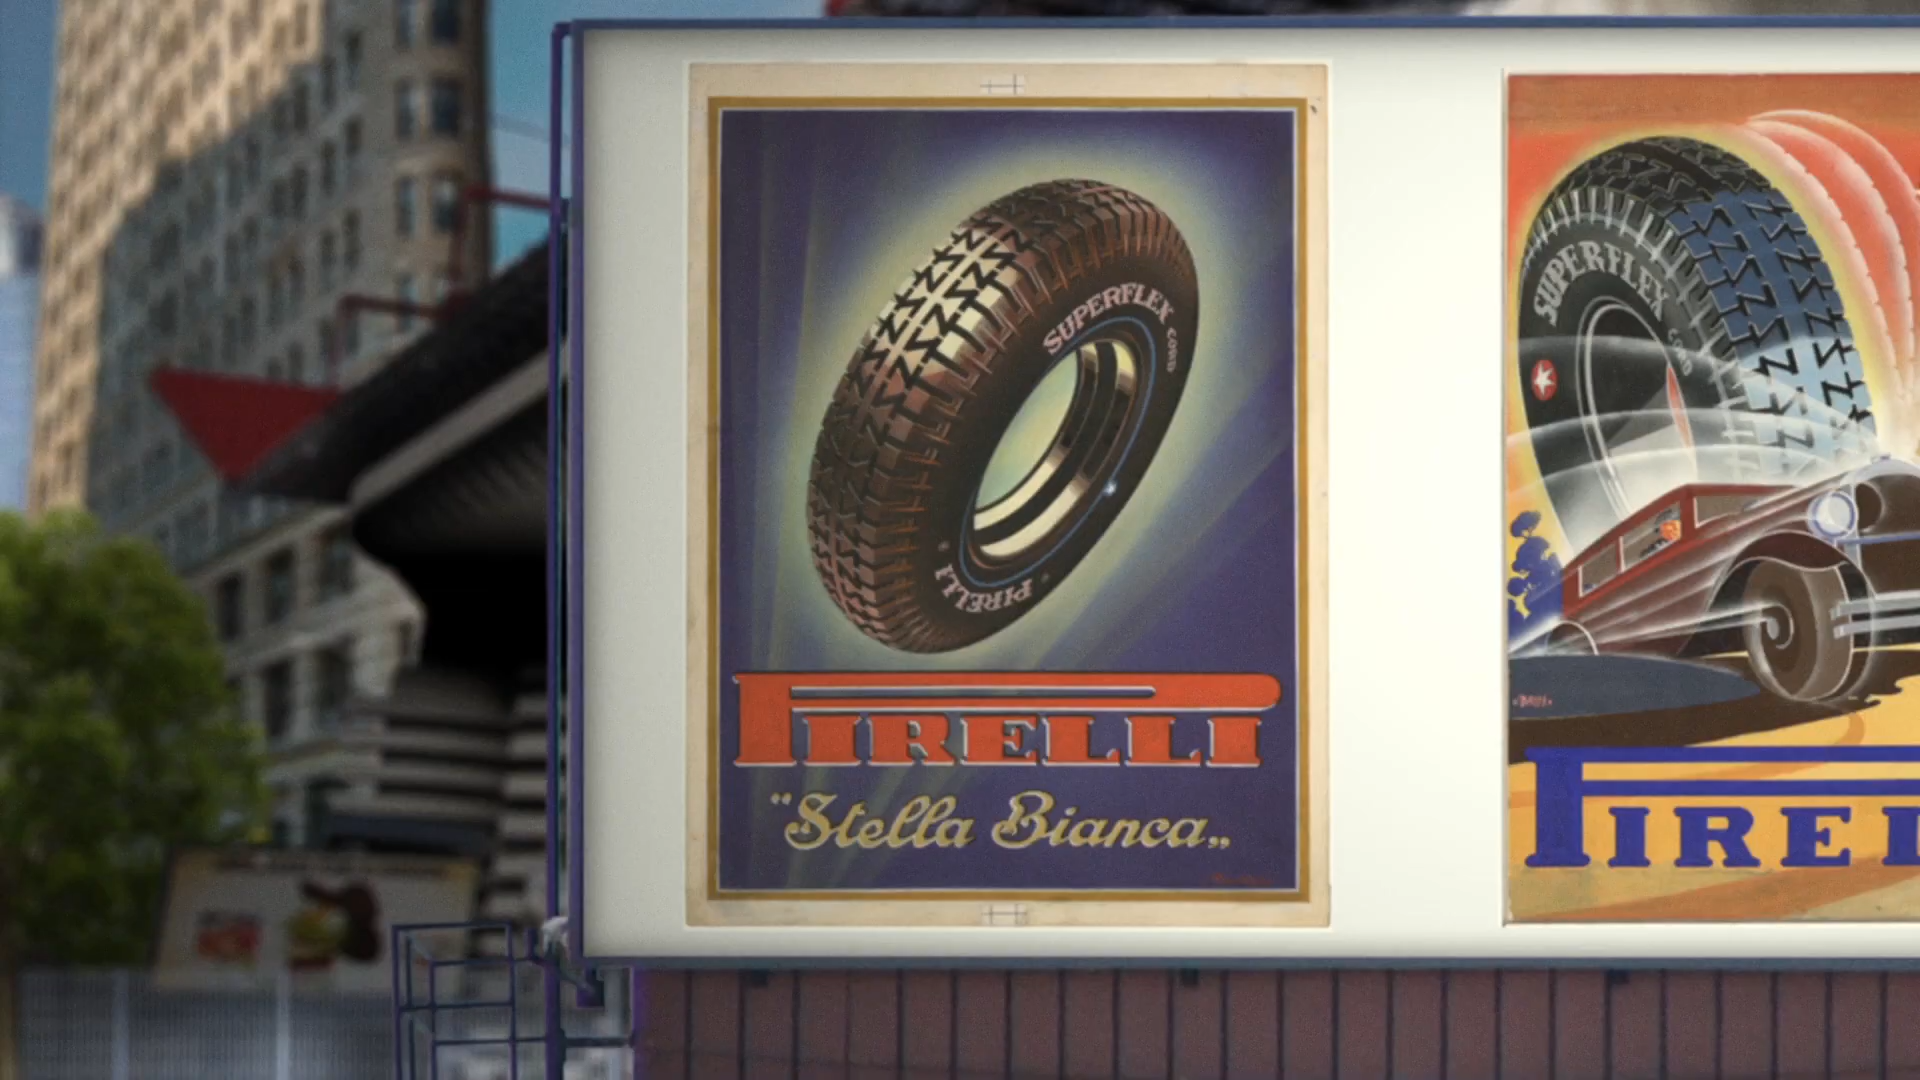 SUPERFLEX CORD
PIRELLI
PIRELLI
"Stella Bianca„
SUPERFLEX CORD
PIREL